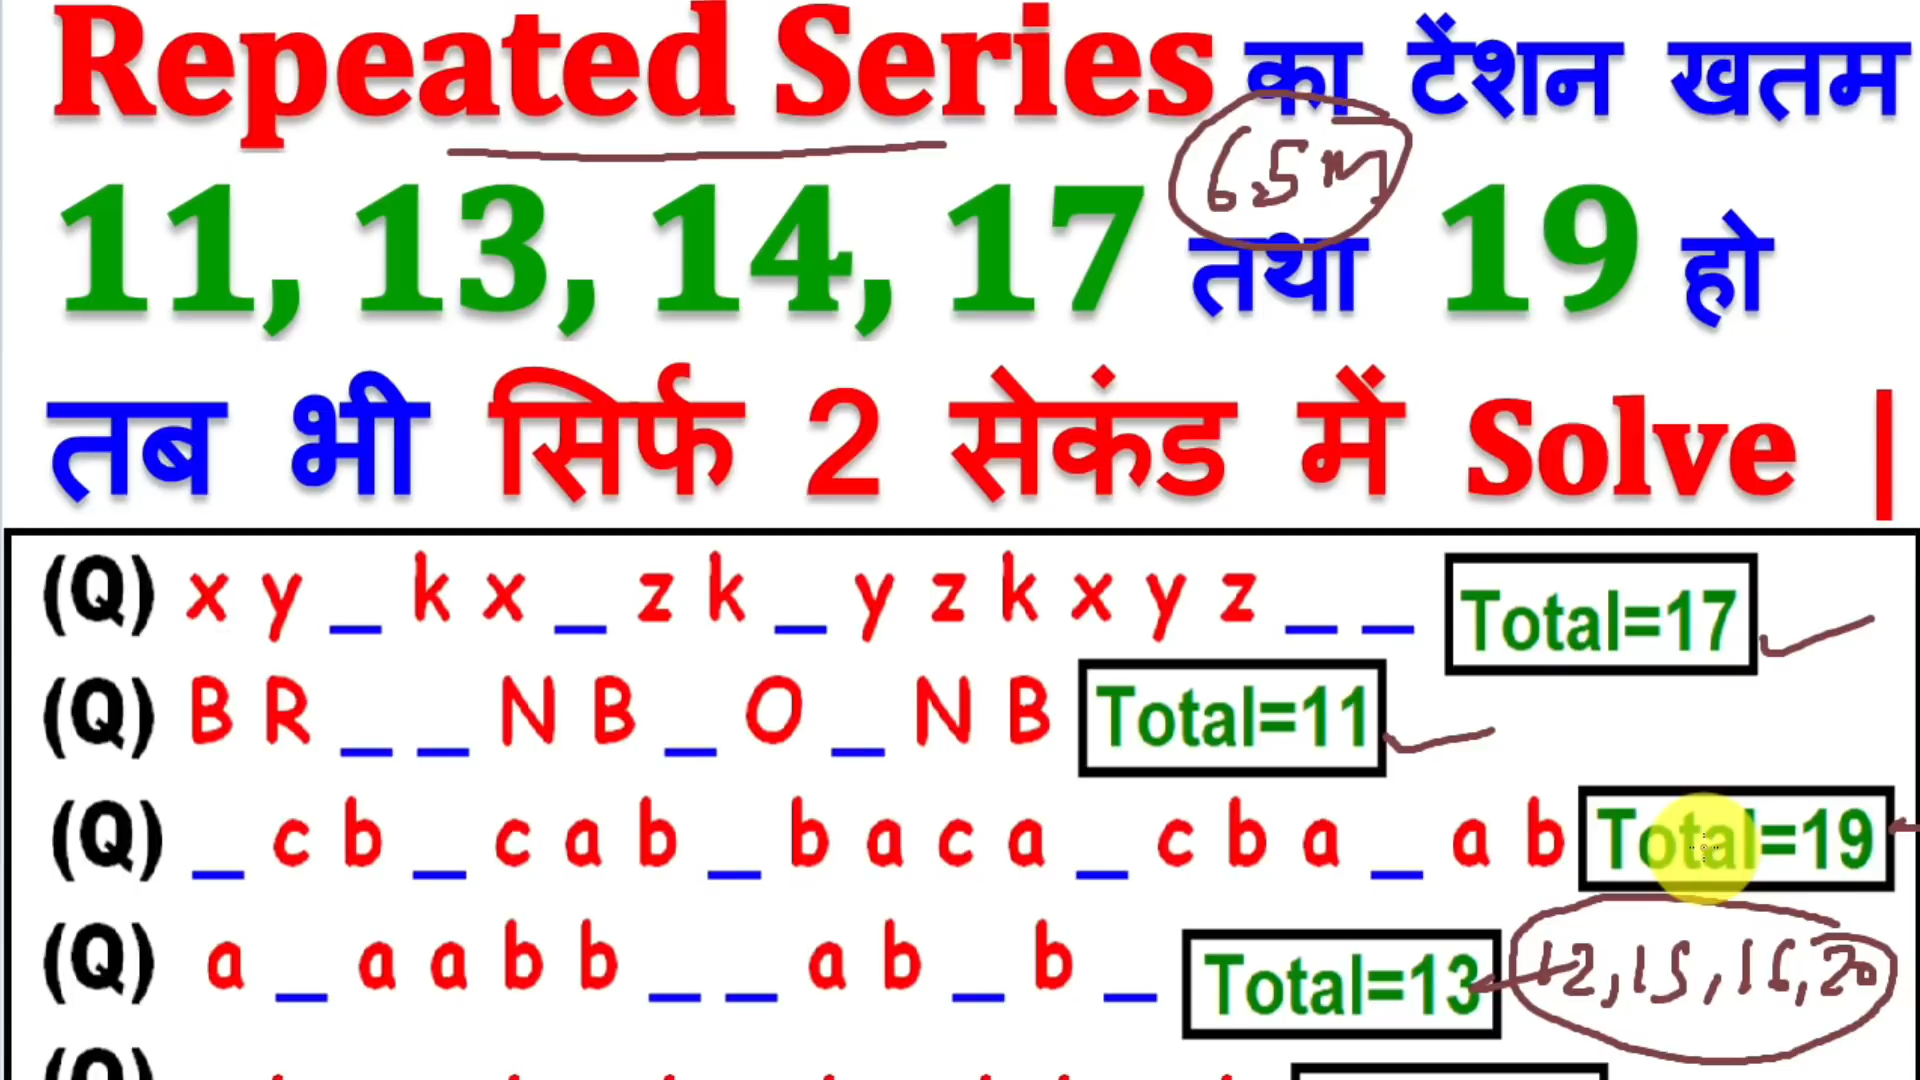 Repeated Series का टेंशन खतम
6.5 M
11, 13, 14, 17 तथा 19 हो
तब भी सिर्फ 2 सेकंड में Solve |
(Q) x y _ k x _ z k _ y z k x y z _ _ Total=17
(Q) B R _ _ N B _ O _ N B Total=11
(Q) _ c b _ c a b _ b a c a _ c b a _ a b Total=19
(Q) a _ a a b b _ _ a b _ b _ Total=13 12, 15, 16, 20